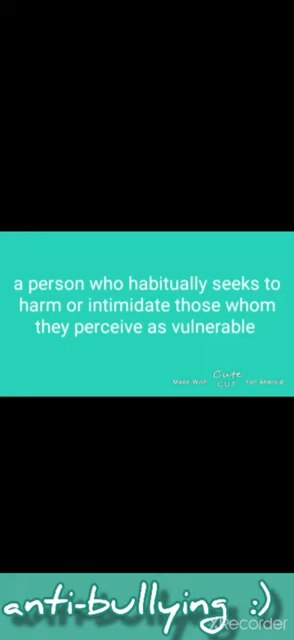 a person who habitually seeks to
harm or intimidate those whom
they perceive as vulnerable
Made With Cute CUT For Android
anti-bullying :)
XRecorder